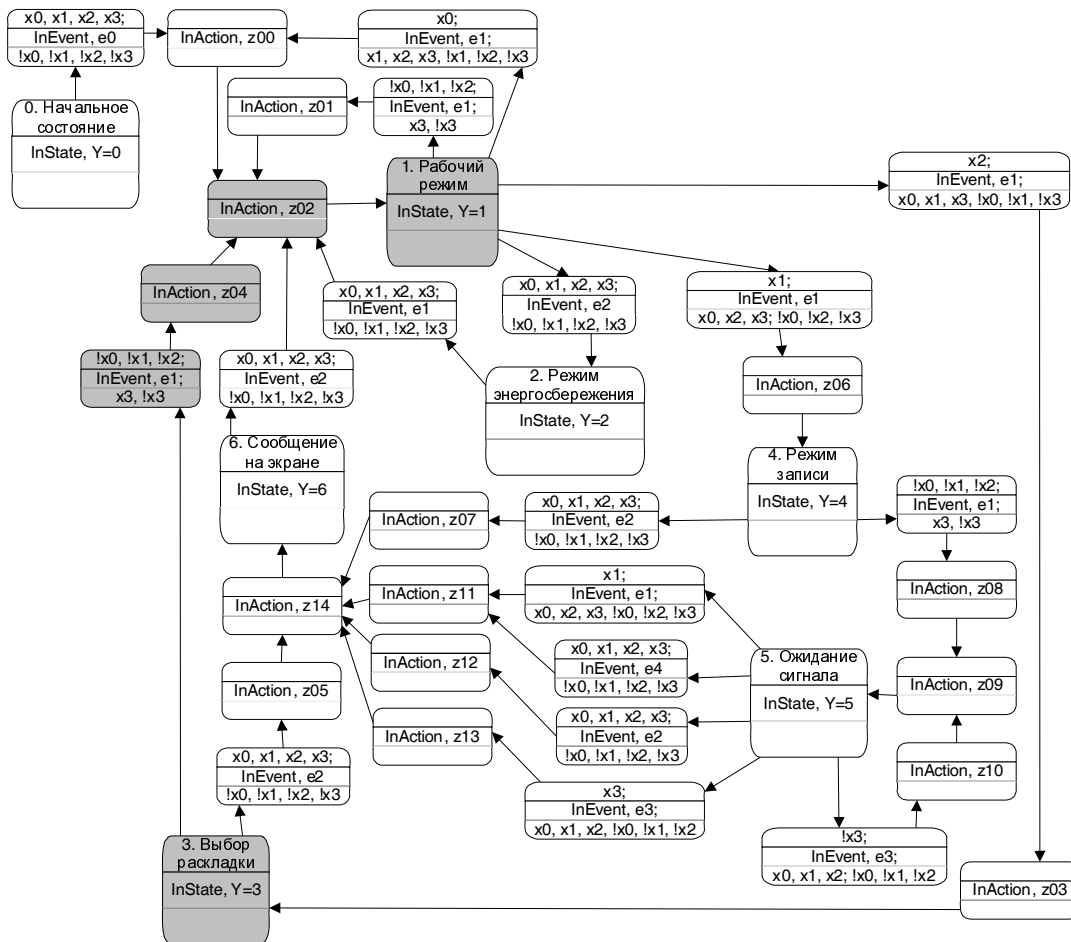 x0, x1, x2, x3;
InEvent, e0
!x0, !x1, !x2, !x3
InAction, z00
x0;
InEvent, e1;
x1, x2, x3, !x1, !x2, !x3
0. Начальное
состояние
InState, Y=0
InAction, z01
!x0, !x1, !x2;
InEvent, e1;
x3, !x3
1. Рабочий
режим
InState, Y=1
x2;
InEvent, e1;
x0, x1, x3, !x0, !x1, !x3
InAction, z02
InAction, z04
x0, x1, x2, x3;
InEvent, e1
!x0, !x1, !x2, !x3
x0, x1, x2, x3;
InEvent, e2
!x0, !x1, !x2, !x3
x1;
InEvent, e1
x0, x2, x3; !x0, !x2, !x3
!x0, !x1, !x2;
InEvent, e1;
x3, !x3
x0, x1, x2, x3;
InEvent, e2
!x0, !x1, !x2, !x3
2. Режим
энергосбережения
InState, Y=2
InAction, z06
6. Сообщение
на экране
InState, Y=6
4. Режим
записи
InState, Y=4
InAction, z07
x0, x1, x2, x3;
InEvent, e2
!x0, !x1, !x2, !x3
!x0, !x1, !x2;
InEvent, e1;
x3, !x3
InAction, z14
InAction, z11
x1;
InEvent, e1;
x0, x2, x3, !x0, !x2, !x3
InAction, z08
InAction, z12
x0, x1, x2, x3;
InEvent, e4
!x0, !x1, !x2, !x3
5. Ожидание
сигнала
InState, Y=5
InAction, z09
InAction, z05
InAction, z13
x0, x1, x2, x3;
InEvent, e2
!x0, !x1, !x2, !x3
InAction, z10
x0, x1, x2, x3;
InEvent, e2
!x0, !x1, !x2, !x3
x3;
InEvent, e3;
x0, x1, x2, !x0, !x1, !x2
!x3;
InEvent, e3;
x0, x1, x2; !x0, !x1, !x2
3. Выбор
раскладки
InState, Y=3
InAction, z03